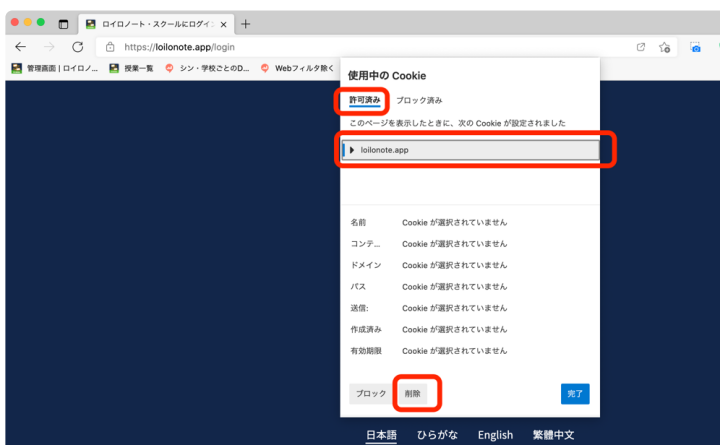 ロイロノート・スクールにログイ
https://loilonote.app/login
管理画面 | ロイロノ... 授業一覧 シン・学校ごとのD... Webフィルタ除く
使用中の Cookie
許可済み ブロック済み
このページを表示したときに、次の Cookie が設定されました
loilonote.app
名前 Cookie が選択されていません
コンテ... Cookie が選択されていません
ドメイン Cookie が選択されていません
パス Cookie が選択されていません
送信: Cookie が選択されていません
作成済み Cookie が選択されていません
有効期限 Cookie が選択されていません
ブロック 削除 完了
日本語 ひらがな English 繁體中文